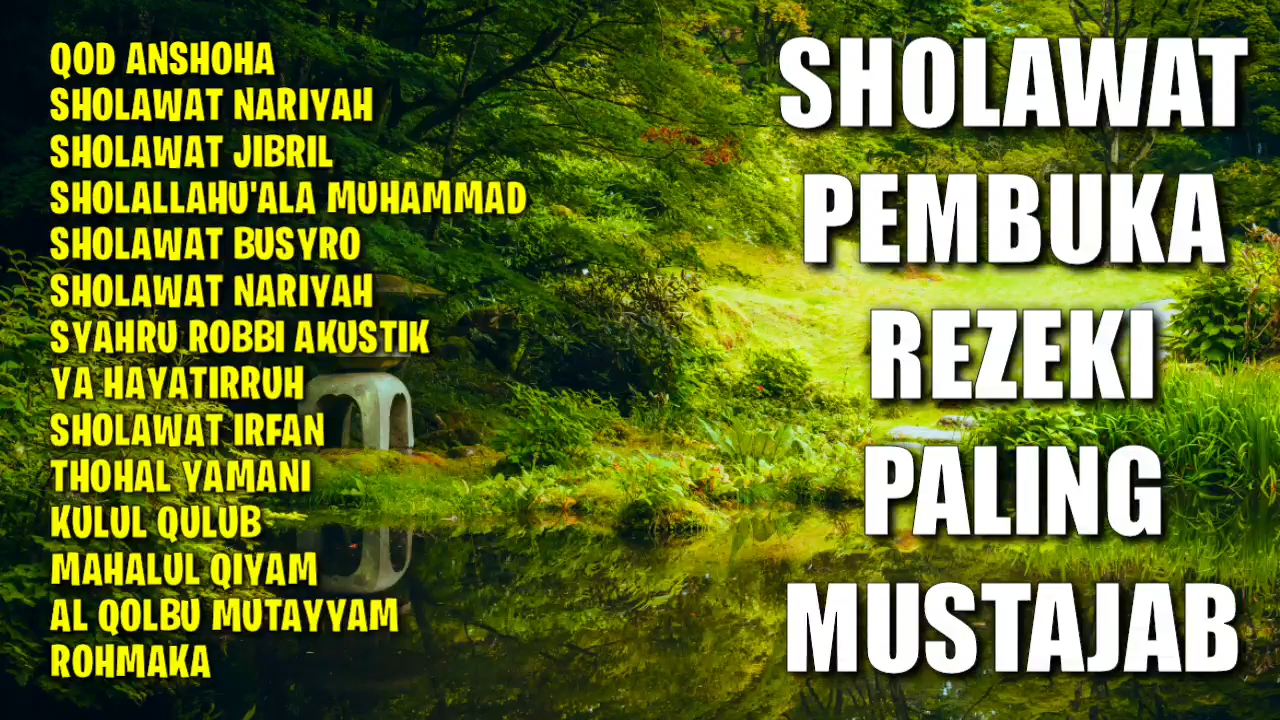 QOD ANSHOHA
SHOLAWAT NARIYAH
SHOLAWAT JIBRIL
SHOLALLAHU'ALA MUHAMMAD
SHOLAWAT BUSYRO
SHOLAWAT NARIYAH
SYAHRU ROBBI AKUSTIK
YA HAYATIRRUH
SHOLAWAT IRFAN
THOHAL YAMANI
KULUL QULUB
MAHALUL QIYAM
AL QOLBU MUTAYYAM
ROHMAKA
SHOLAWAT
PEMBUKA
REZEKI
PALING
MUSTAJAB